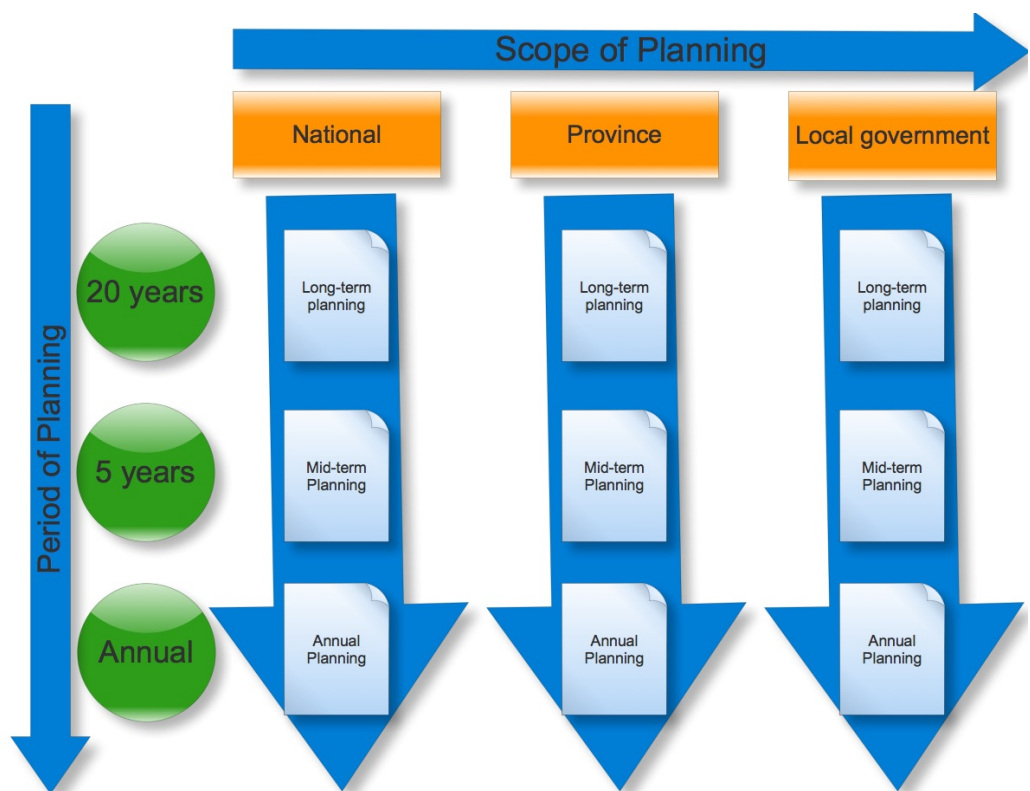 Scope of Planning
National
Province
Local government
Period of Planning
20 years
Long-term
planning
Long-term
planning
Long-term
planning
5 years
Mid-term
Planning
Mid-term
Planning
Mid-term
Planning
Annual
Annual
Planning
Annual
Planning
Annual
Planning